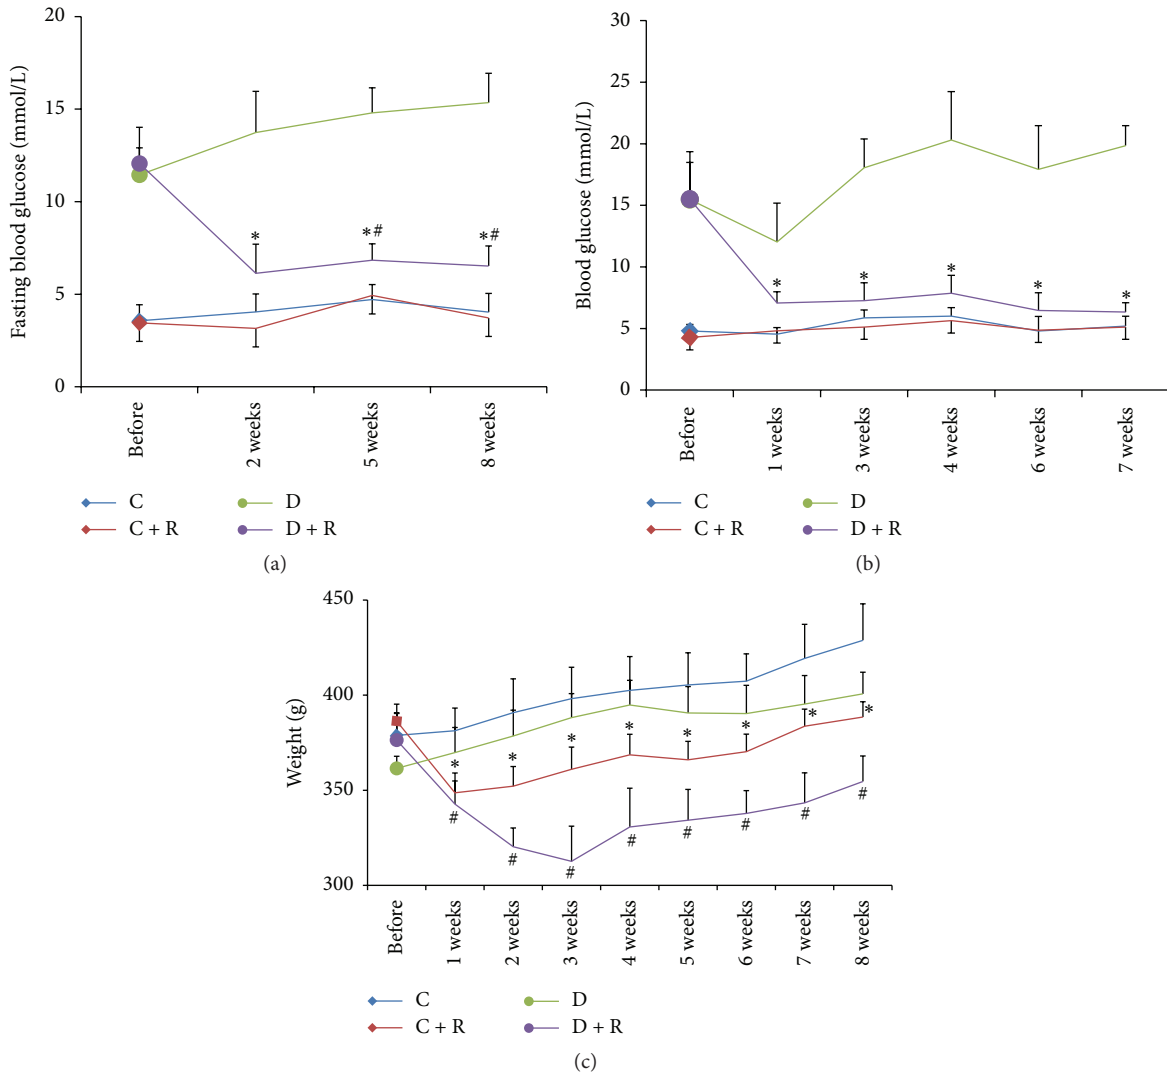 20
15
10
5
0
Fasting blood glucose (mmol/L)
*
*#
*#
Before
2 weeks
5 weeks
8 weeks
C
D
C + R
D + R
(a)
30
25
20
15
10
5
0
Blood glucose (mmol/L)
*
*
*
*
*
Before
1 weeks
3 weeks
4 weeks
6 weeks
7 weeks
C
D
C + R
D + R
(b)
450
400
350
300
Weight (g)
*
*
*
*
*
*
*
*
#
#
#
#
#
#
#
#
Before
1 weeks
2 weeks
3 weeks
4 weeks
5 weeks
6 weeks
7 weeks
8 weeks
C
D
C + R
D + R
(c)